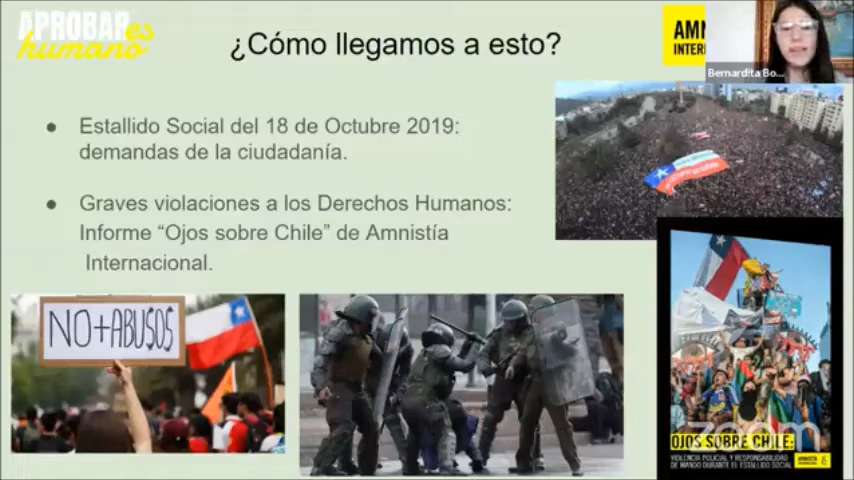 APROBAR es
humano
¿Cómo llegamos a esto?
AMN
INTER
Bernardita Bo...
● Estallido Social del 18 de Octubre 2019:
demandas de la ciudadanía.
● Graves violaciones a los Derechos Humanos:
Informe “Ojos sobre Chile” de Amnistía
Internacional.
NO+ABU$O$
zoom
OJOS SOBRE CHILE:
VIOLENCIA POLICIAL Y RESPONSABILIDAD
DE MANDO DURANTE EL ESTALLIDO SOCIAL